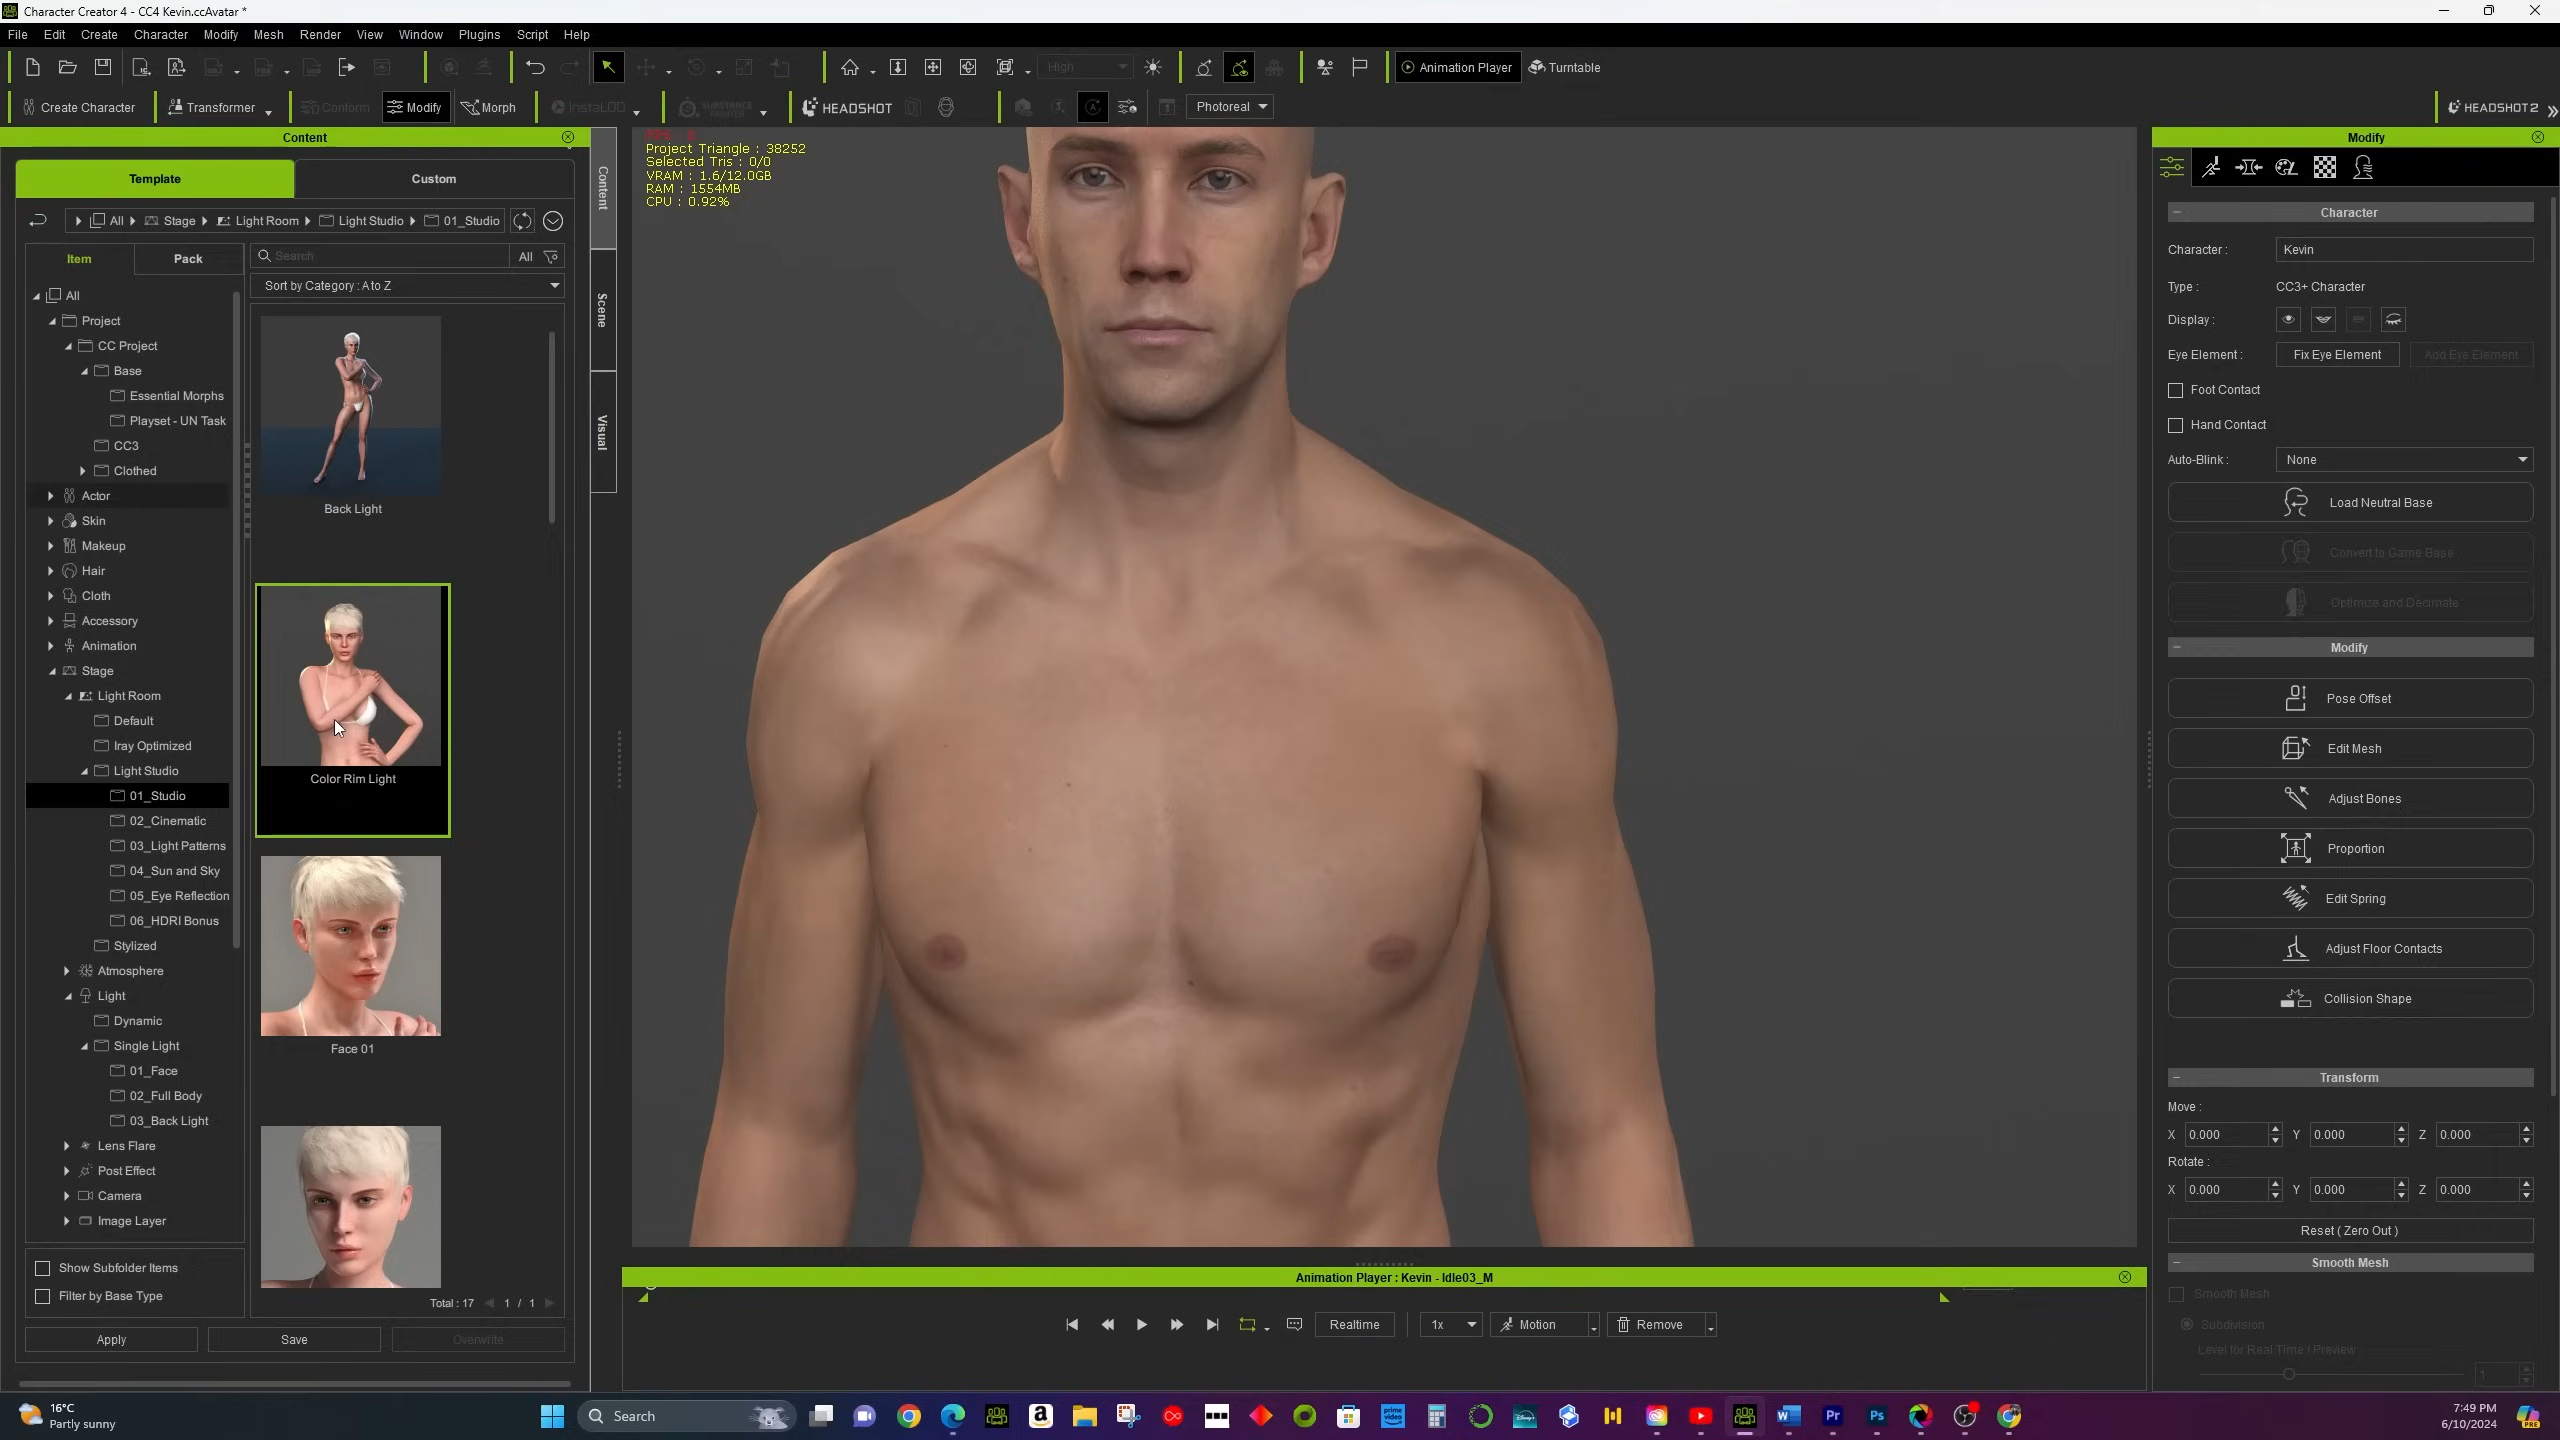 Character Creator 4 - CC4 Kevin.ccAvatar *
File Edit Create Character Modify Mesh Render View Window Plugins Script Help
High Animation Player Turntable
Create Character Transformer Conform Modify Morph InstaLOD SUBSTANCE PAINTER HEADSHOT Photoreal HEADSHOT 2
Content
Template Custom
All Stage Light Room Light Studio 01_Studio
Item Pack
Search All
Sort by Category : A to Z
All
Project
CC Project
Base
Essential Morphs
Playset - UN Task
CC3
Clothed
Actor
Skin
Makeup
Hair
Cloth
Accessory
Animation
Stage
Light Room
Default
Iray Optimized
Light Studio
01_Studio
02_Cinematic
03_Light Patterns
04_Sun and Sky
05_Eye Reflection
06_HDRI Bonus
Stylized
Atmosphere
Light
Dynamic
Single Light
01_Face
02_Full Body
03_Back Light
Lens Flare
Post Effect
Camera
Image Layer
Show Subfolder Items
Filter by Base Type
Back Light
Color Rim Light
Face 01
Total : 17 1 / 1
Apply Save Overwrite
Content
Scene
Visual
Project Triangle : 38252
Selected Tris : 0/0
VRAM : 1.6/12.0GB
RAM : 1554MB
CPU : 0.92%
Animation Player : Kevin - Idle03_M
Realtime 1x Motion Remove
Modify
Character
Character : Kevin
Type : CC3+ Character
Display :
Eye Element : Fix Eye Element Add Eye Element
Foot Contact
Hand Contact
Auto-Blink : None
Load Neutral Base
Convert to Game Base
Optimize and Decimate
Modify
Pose Offset
Edit Mesh
Adjust Bones
Proportion
Edit Spring
Adjust Floor Contacts
Collision Shape
Transform
Move :
X 0.000 Y 0.000 Z 0.000
Rotate :
X 0.000 Y 0.000 Z 0.000
Reset ( Zero Out )
Smooth Mesh
Smooth Mesh
Subdivision
Level for Real Time / Preview
1
16°C
Partly sunny
Search
7:49 PM
6/10/2024